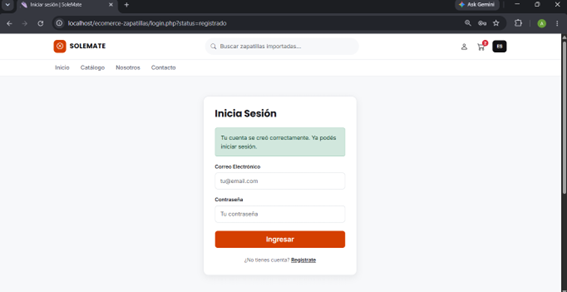 Iniciar sesión | SoleMate
Ask Gemini
localhost/ecomerce-zapatillas/login.php?status=registrado
SOLEMATE
Buscar zapatillas importadas...
ES
Inicio Catálogo Nosotros Contacto
Inicia Sesión
Tu cuenta se creó correctamente. Ya podés
iniciar sesión.
Correo Electrónico
tu@email.com
Contraseña
Tu contraseña
Ingresar
¿No tienes cuenta? Registrate